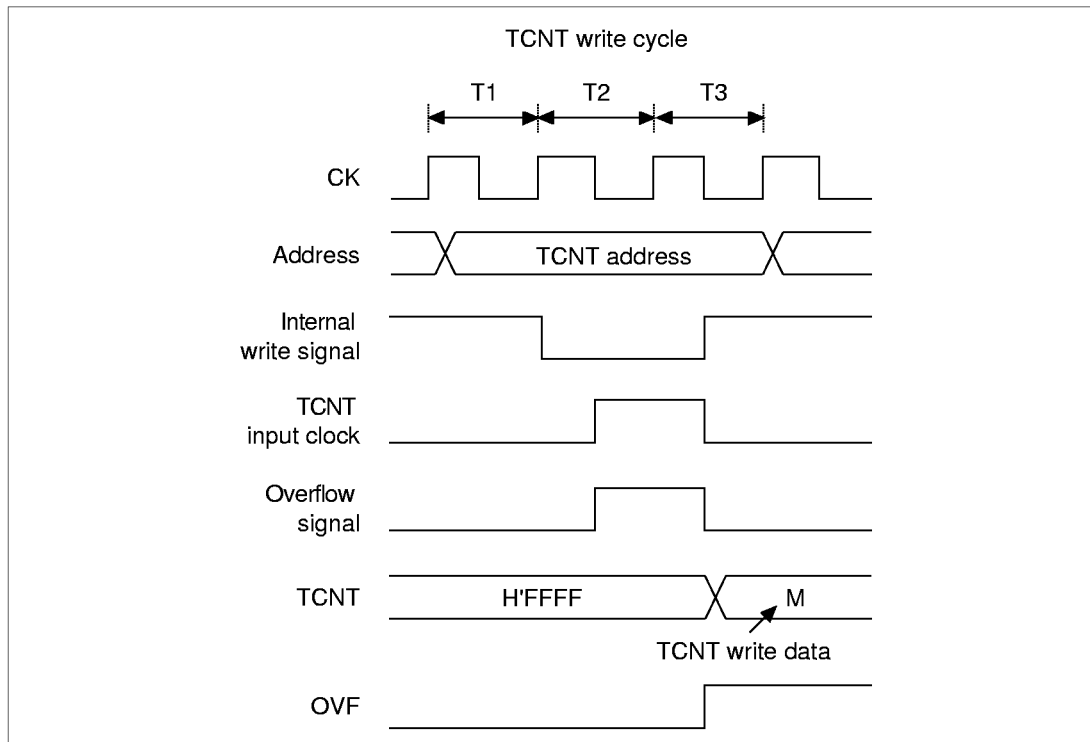 TCNT write cycle
T1 T2 T3
CK
Address TCNT address
Internal
write signal
TCNT
input clock
Overflow
signal
TCNT H'FFFF M
TCNT write data
OVF